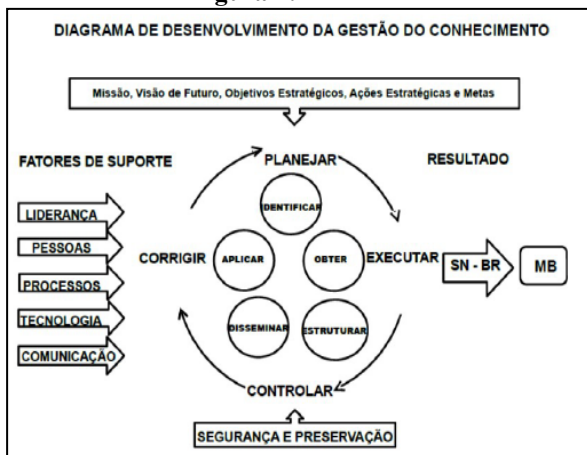 DIAGRAMA DE DESENVOLVIMENTO DA GESTÃO DO CONHECIMENTO
Missão, Visão de Futuro, Objetivos Estratégicos, Ações Estratégicas e Metas
FATORES DE SUPORTE
PLANEJAR
RESULTADO
IDENTIFICAR
LIDERANÇA
PESSOAS
CORRIGIR
APLICAR
OBTER
EXECUTAR
SN - BR
MB
PROCESSOS
TECNOLOGIA
DISSEMINAR
ESTRUTURAR
COMUNICAÇÃO
CONTROLAR
SEGURANÇA E PRESERVAÇÃO